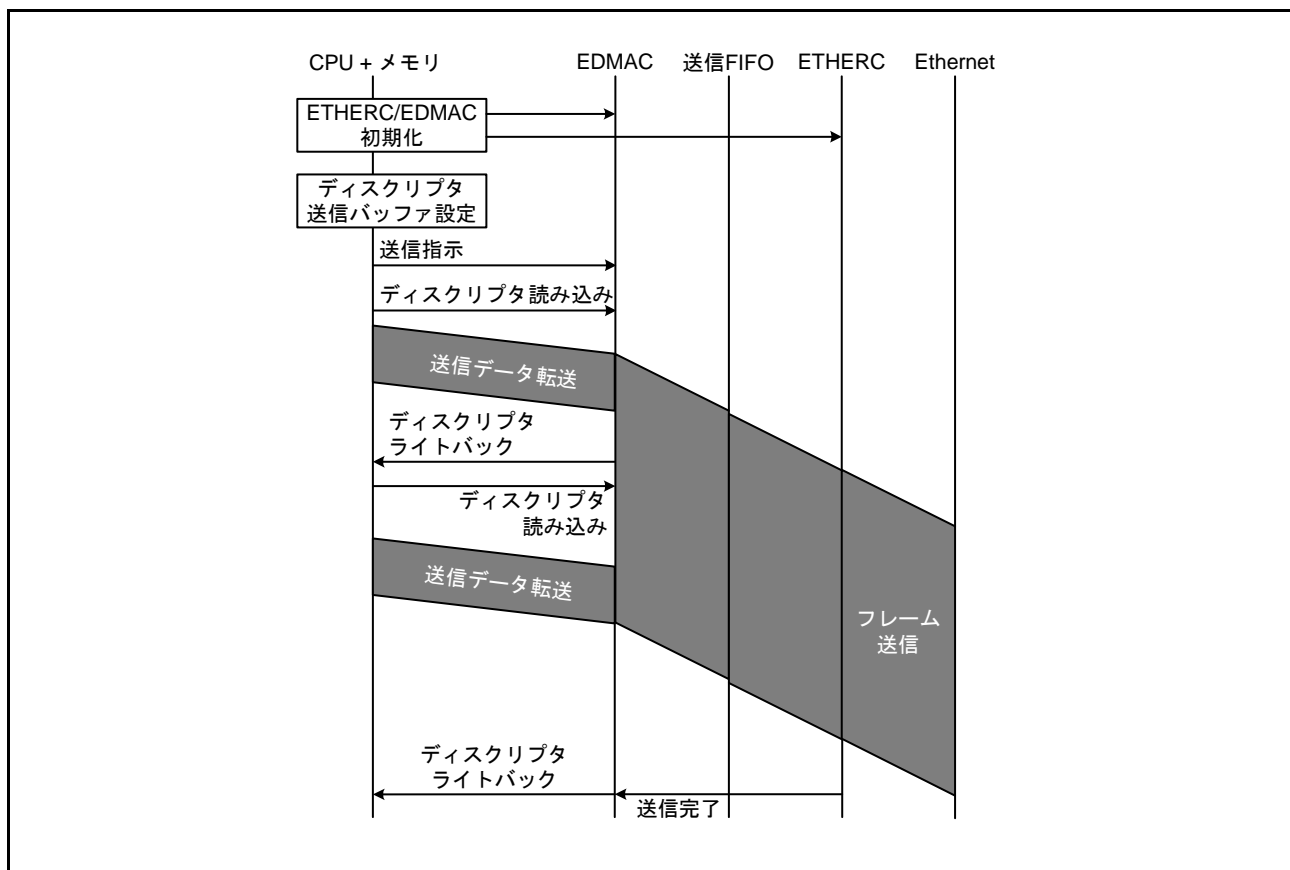 CPU + メモリ
EDMAC
送信FIFO
ETHERC
Ethernet
ETHERC/EDMAC
初期化
ディスクリプタ
送信バッファ設定
送信指示
ディスクリプタ読み込み
送信データ転送
ディスクリプタ
ライトバック
ディスクリプタ
読み込み
送信データ転送
フレーム
送信
ディスクリプタ
ライトバック
送信完了